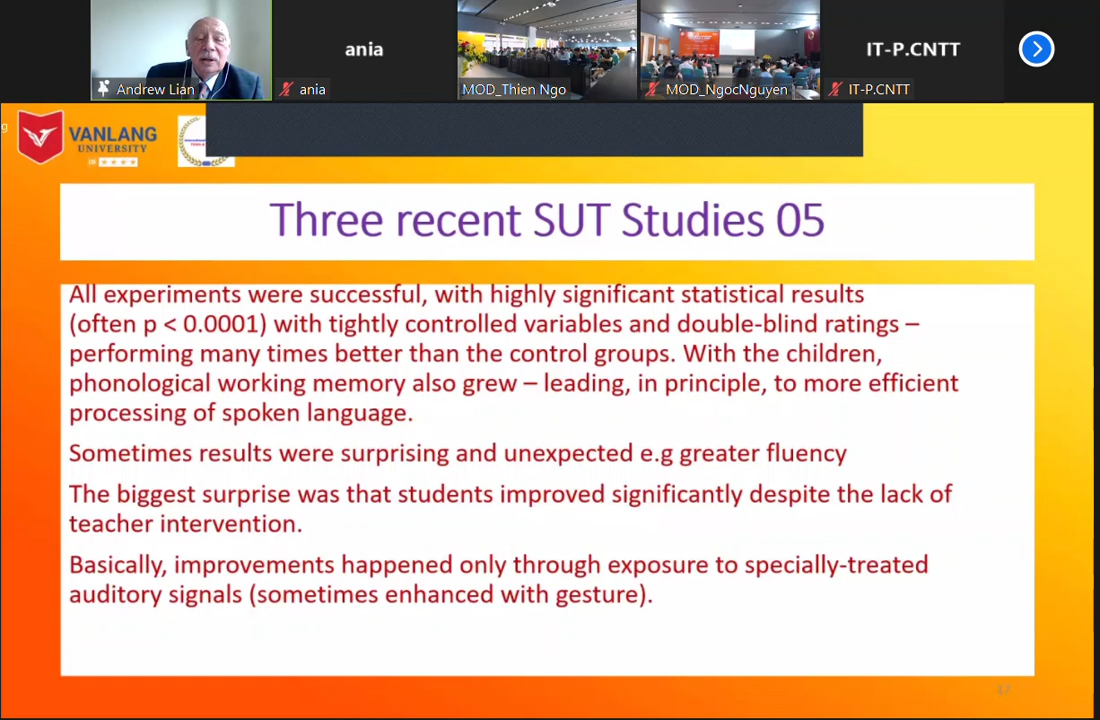 ania
IT-P.CNTT
Andrew Lian
ania
MOD_Thien Ngo
MOD_NgocNguyen
IT-P.CNTT
g
VANLANG
UNIVERSITY
Three recent SUT Studies 05
All experiments were successful, with highly significant statistical results
(often p < 0.0001) with tightly controlled variables and double-blind ratings –
performing many times better than the control groups. With the children,
phonological working memory also grew – leading, in principle, to more efficient
processing of spoken language.
Sometimes results were surprising and unexpected e.g greater fluency
The biggest surprise was that students improved significantly despite the lack of
teacher intervention.
Basically, improvements happened only through exposure to specially-treated
auditory signals (sometimes enhanced with gesture).